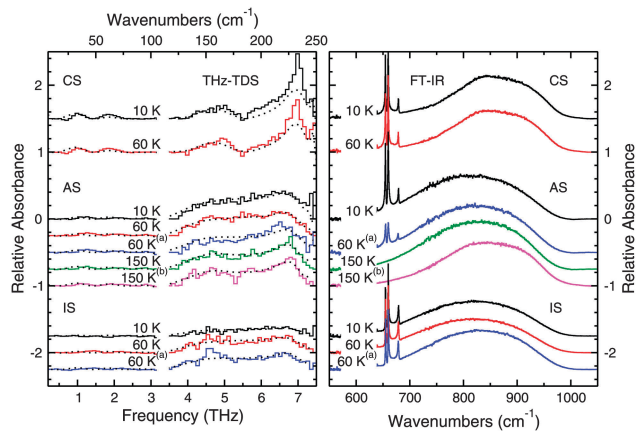 Wavenumbers (cm⁻¹)
50 100 150 200 250
CS THz-TDS FT-IR CS
2 2
10 K 10 K
60 K 60 K
1 1
AS AS
10 K 10 K
0 0
60 K
60 K(a) 60 K(a)
150 K 150 K
150 K(b) 150 K(b)
-1 -1
IS IS
10 K 10 K
60 K 60 K
-2 -2
60 K(a) 60 K(a)
Relative Absorbance
Relative Absorbance
0 1 2 3 4 5 6 7
600 700 800 900 1000
Frequency (THz)
Wavenumbers (cm⁻¹)